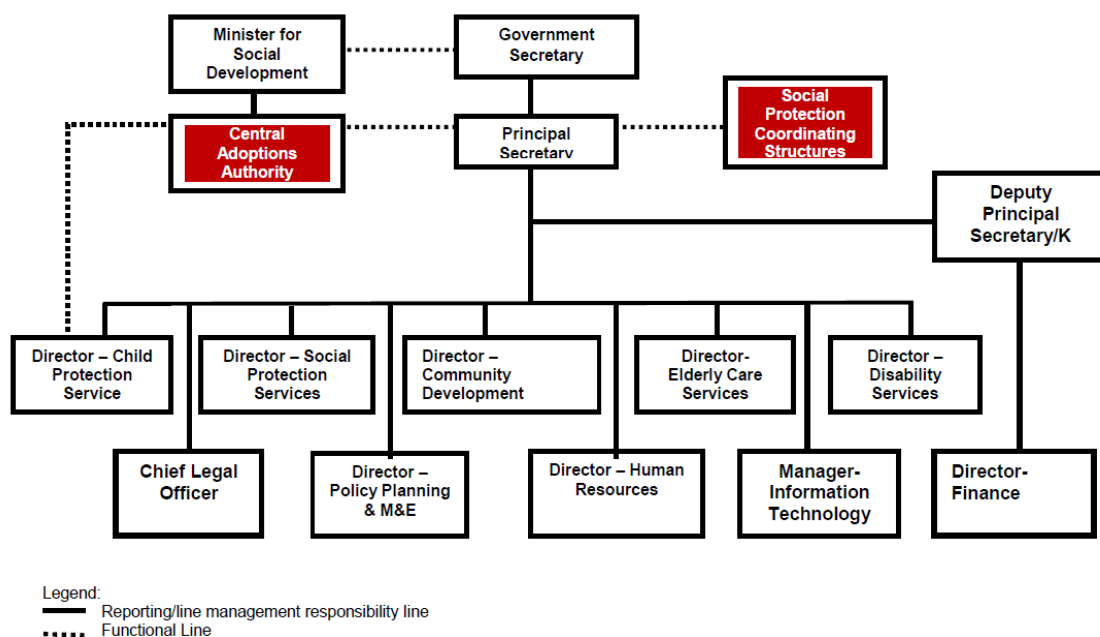 Minister for
Social
Development
Government
Secretary
Central
Adoptions
Authority
Principal
Secretary
Social
Protection
Coordinating
Structures
Deputy
Principal
Secretary/K
Director – Child
Protection
Service
Director – Social
Protection
Services
Director –
Community
Development
Director-
Elderly Care
Services
Director –
Disability
Services
Chief Legal
Officer
Director –
Policy Planning
& M&E
Director – Human
Resources
Manager-
Information
Technology
Director-
Finance
Legend:
Reporting/line management responsibility line
Functional Line